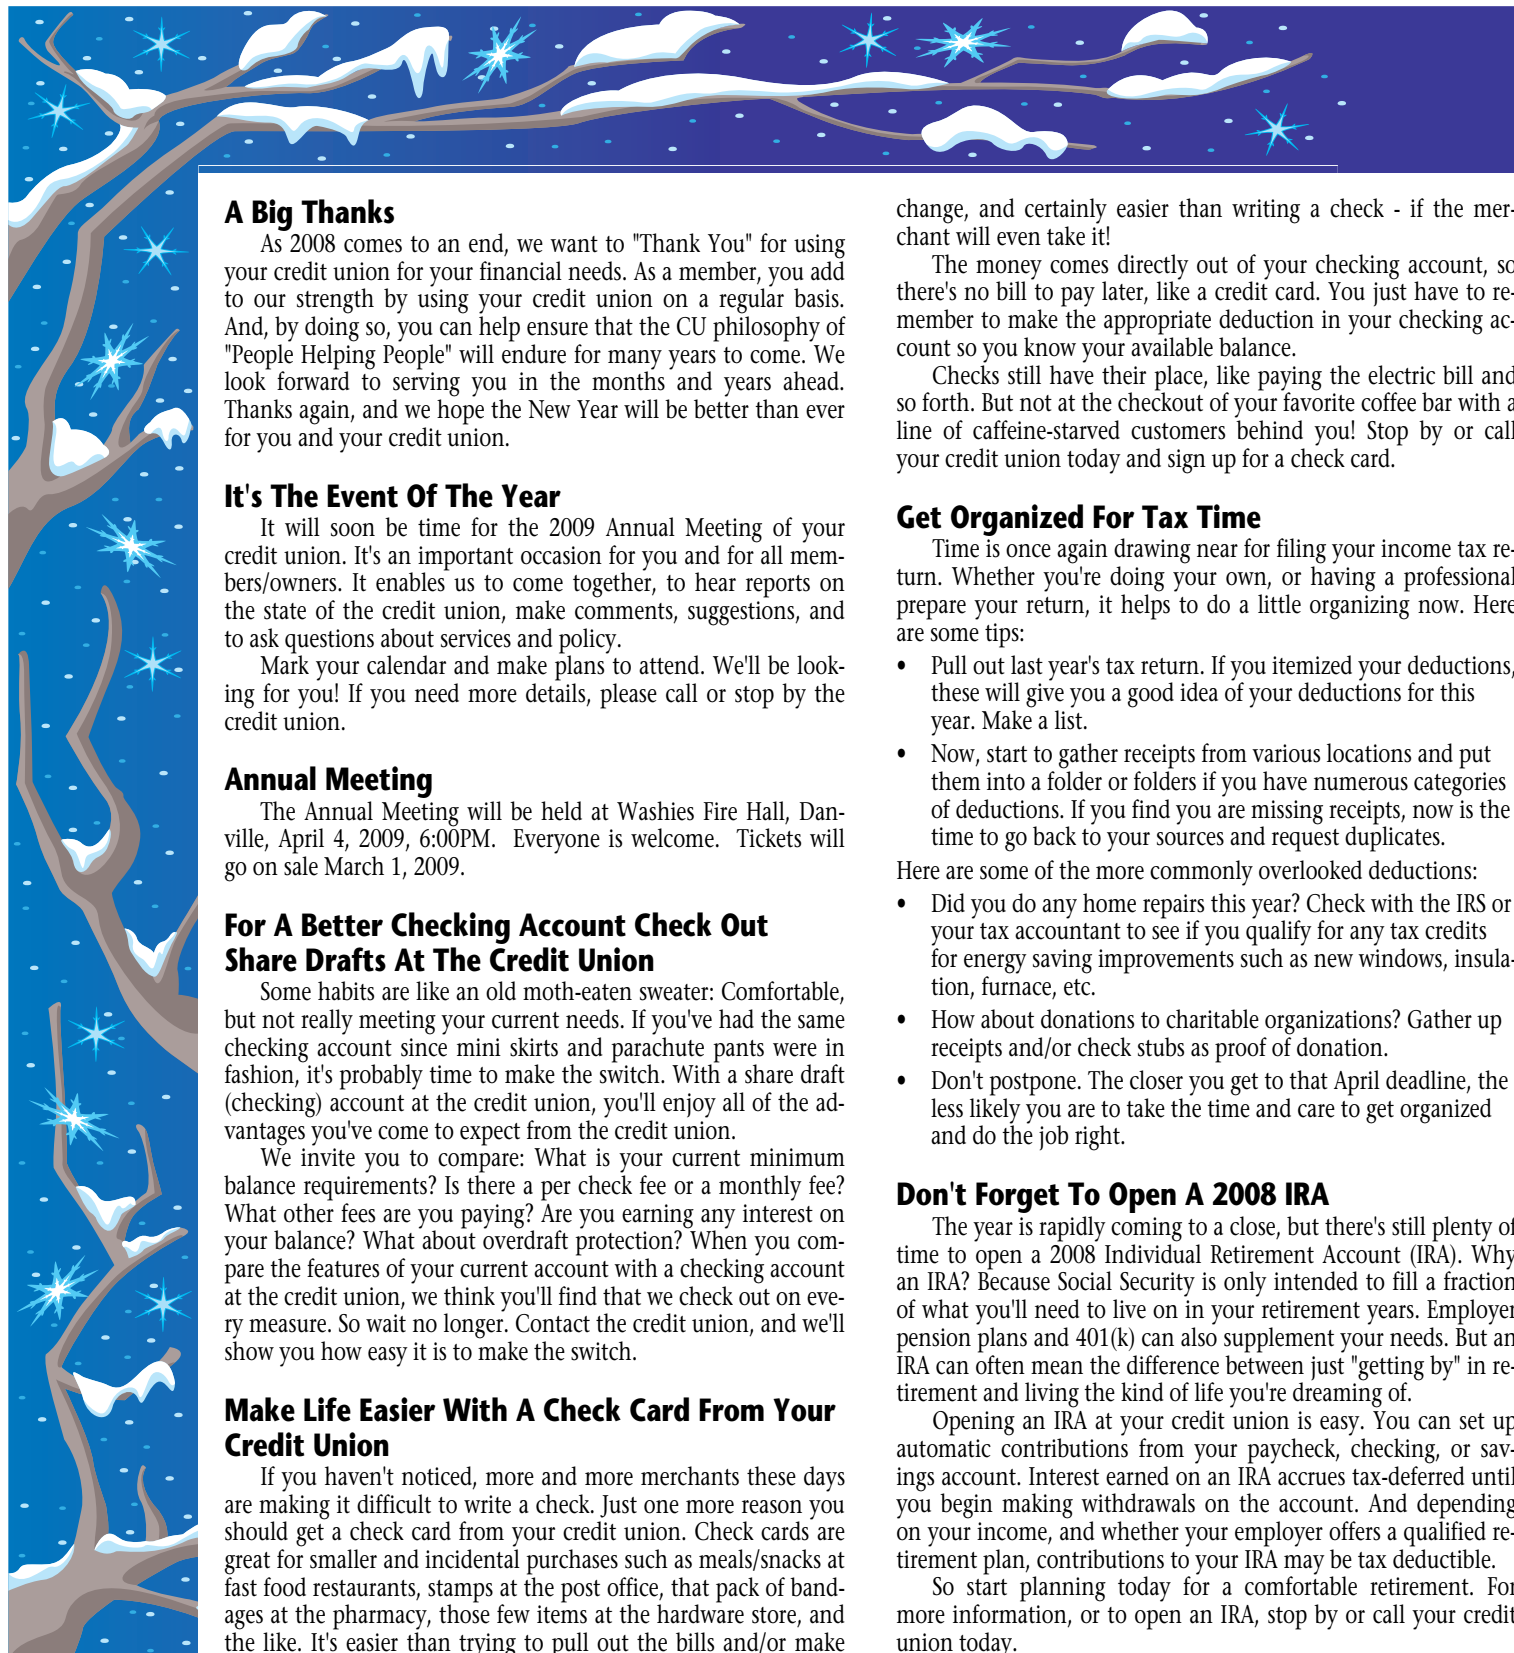 A Big Thanks
As 2008 comes to an end, we want to "Thank You" for using
your credit union for your financial needs. As a member, you add
to our strength by using your credit union on a regular basis.
And, by doing so, you can help ensure that the CU philosophy of
"People Helping People" will endure for many years to come. We
look forward to serving you in the months and years ahead.
Thanks again, and we hope the New Year will be better than ever
for you and your credit union.
It's The Event Of The Year
It will soon be time for the 2009 Annual Meeting of your
credit union. It's an important occasion for you and for all mem-
bers/owners. It enables us to come together, to hear reports on
the state of the credit union, make comments, suggestions, and
to ask questions about services and policy.
Mark your calendar and make plans to attend. We'll be look-
ing for you! If you need more details, please call or stop by the
credit union.
Annual Meeting
The Annual Meeting will be held at Washies Fire Hall, Dan-
ville, April 4, 2009, 6:00PM. Everyone is welcome. Tickets will
go on sale March 1, 2009.
For A Better Checking Account Check Out
Share Drafts At The Credit Union
Some habits are like an old moth-eaten sweater: Comfortable,
but not really meeting your current needs. If you've had the same
checking account since mini skirts and parachute pants were in
fashion, it's probably time to make the switch. With a share draft
(checking) account at the credit union, you'll enjoy all of the ad-
vantages you've come to expect from the credit union.
We invite you to compare: What is your current minimum
balance requirements? Is there a per check fee or a monthly fee?
What other fees are you paying? Are you earning any interest on
your balance? What about overdraft protection? When you com-
pare the features of your current account with a checking account
at the credit union, we think you'll find that we check out on eve-
ry measure. So wait no longer. Contact the credit union, and we'll
show you how easy it is to make the switch.
Make Life Easier With A Check Card From Your
Credit Union
If you haven't noticed, more and more merchants these days
are making it difficult to write a check. Just one more reason you
should get a check card from your credit union. Check cards are
great for smaller and incidental purchases such as meals/snacks at
fast food restaurants, stamps at the post office, that pack of band-
ages at the pharmacy, those few items at the hardware store, and
the like. It's easier than trying to pull out the bills and/or make
change, and certainly easier than writing a check - if the mer-
chant will even take it!
The money comes directly out of your checking account, so
there's no bill to pay later, like a credit card. You just have to re-
member to make the appropriate deduction in your checking ac-
count so you know your available balance.
Checks still have their place, like paying the electric bill and
so forth. But not at the checkout of your favorite coffee bar with a
line of caffeine-starved customers behind you! Stop by or call
your credit union today and sign up for a check card.
Get Organized For Tax Time
Time is once again drawing near for filing your income tax re-
turn. Whether you're doing your own, or having a professional
prepare your return, it helps to do a little organizing now. Here
are some tips:
• Pull out last year's tax return. If you itemized your deductions,
these will give you a good idea of your deductions for this
year. Make a list.
• Now, start to gather receipts from various locations and put
them into a folder or folders if you have numerous categories
of deductions. If you find you are missing receipts, now is the
time to go back to your sources and request duplicates.
Here are some of the more commonly overlooked deductions:
• Did you do any home repairs this year? Check with the IRS or
your tax accountant to see if you qualify for any tax credits
for energy saving improvements such as new windows, insula-
tion, furnace, etc.
• How about donations to charitable organizations? Gather up
receipts and/or check stubs as proof of donation.
• Don't postpone. The closer you get to that April deadline, the
less likely you are to take the time and care to get organized
and do the job right.
Don't Forget To Open A 2008 IRA
The year is rapidly coming to a close, but there's still plenty of
time to open a 2008 Individual Retirement Account (IRA). Why
an IRA? Because Social Security is only intended to fill a fraction
of what you'll need to live on in your retirement years. Employer
pension plans and 401(k) can also supplement your needs. But an
IRA can often mean the difference between just "getting by" in re-
tirement and living the kind of life you're dreaming of.
Opening an IRA at your credit union is easy. You can set up
automatic contributions from your paycheck, checking, or sav-
ings account. Interest earned on an IRA accrues tax-deferred until
you begin making withdrawals on the account. And depending
on your income, and whether your employer offers a qualified re-
tirement plan, contributions to your IRA may be tax deductible.
So start planning today for a comfortable retirement. For
more information, or to open an IRA, stop by or call your credit
union today.